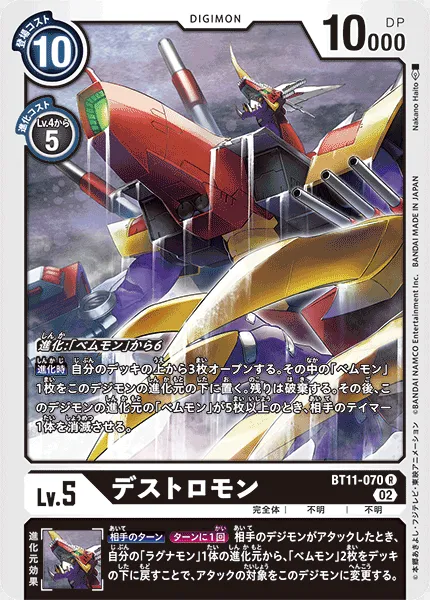 DIGIMON
登場コスト
10
10000
DP
進化コスト
Lv.4から
5
Nakano Haito
進化:「ベムモン」から6
進化時 自分のデッキの上から3枚オープンする。その中の「ベムモン」
1枚をこのデジモンの進化元の下に置く。残りは破棄する。その後、こ
のデジモンの進化元の「ベムモン」が5枚以上のとき、相手のテイマー
1体を消滅させる。
©本郷あきよし・フジテレビ・東映アニメーション ©BANDAI NAMCO Entertainment Inc. BANDAI MADE IN JAPAN
BT11-070 R
02
Lv.5
デストロモン
完全体 | 不明 | 不明
進化元効果
相手のターン ターンに1回 相手のデジモンがアタックしたとき、
自分の「ラグナモン」1体の進化元から、「ベムモン」2枚をデッキ
の下に戻すことで、アタックの対象をこのデジモンに変更する。